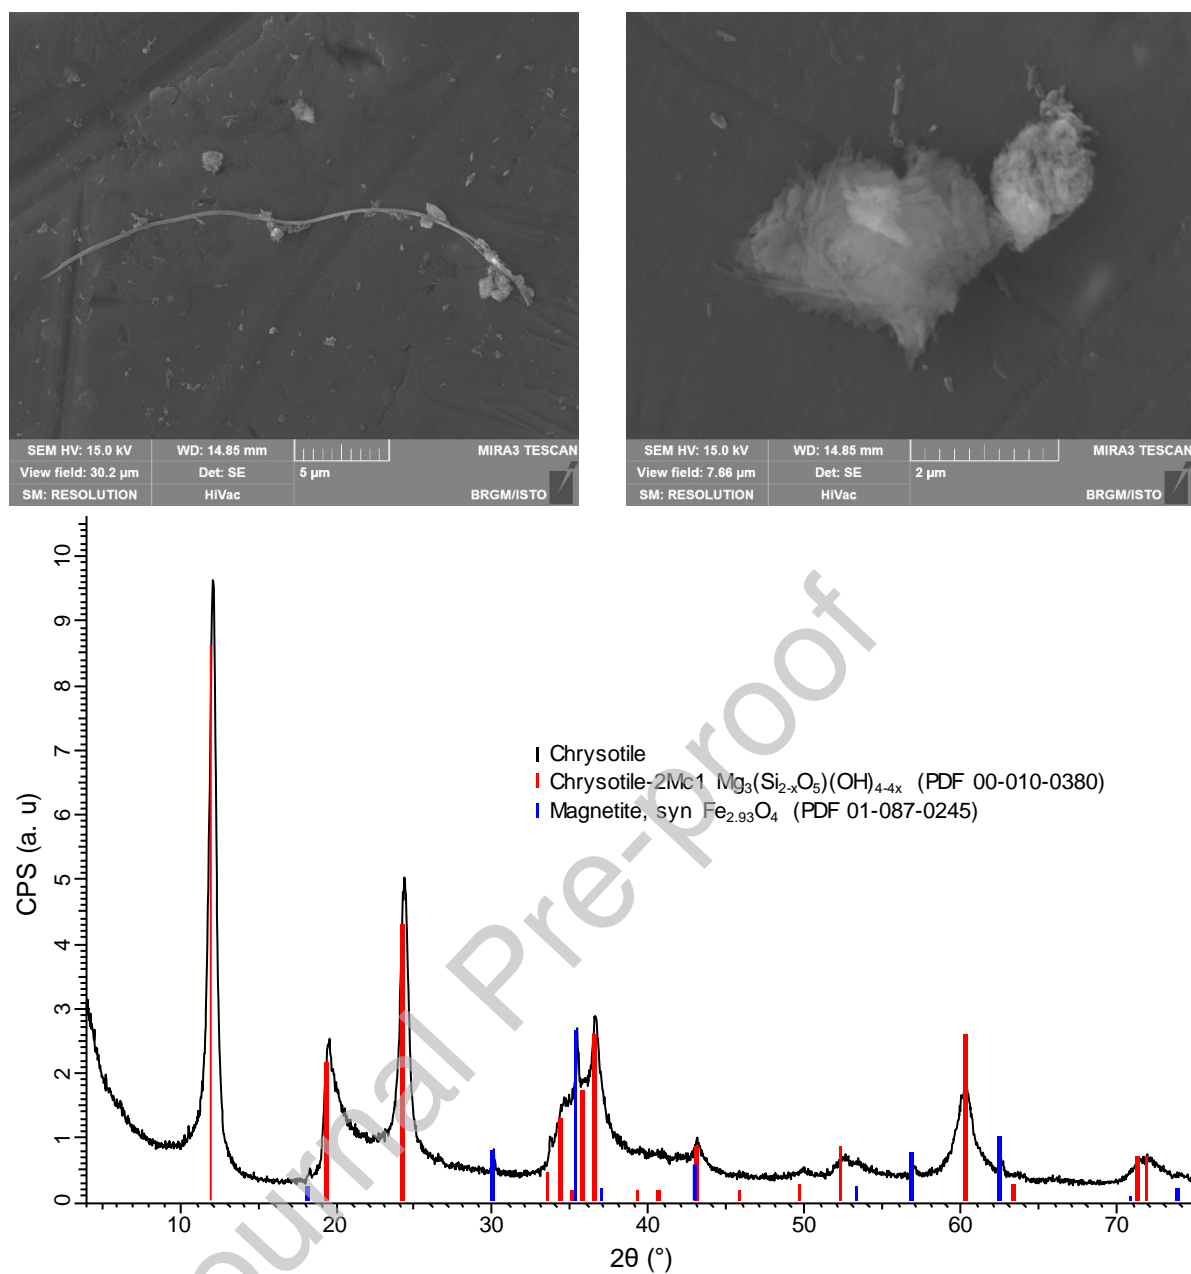 SEM HV: 15.0 kV WD: 14.85 mm MIRA3 TESCAN
View field: 30.2 µm Det: SE 5 µm
SM: RESOLUTION HiVac BRGM/ISTO
SEM HV: 15.0 kV WD: 14.85 mm MIRA3 TESCAN
View field: 7.66 µm Det: SE 2 µm
SM: RESOLUTION HiVac BRGM/ISTO
10
9
8
7
6
5
4
3
2
1
0
CPS (a. u)
Chrysotile
Chrysotile-2Mc1 Mg₃(Si₂₋ₓO₅)(OH)₄₋₄ₓ (PDF 00-010-0380)
Magnetite, syn Fe₂.₉₃O₄ (PDF 01-087-0245)
10 20 30 40 50 60 70
2θ (°)
ournal Pre-proof